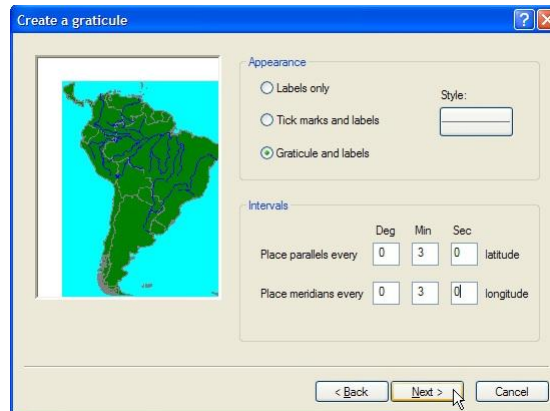 Create a graticule
Appearance
Labels only
Style:
Tick marks and labels
Graticule and labels
Intervals
Deg Min Sec
Place parallels every 0 3 0 latitude
Place meridians every 0 3 0 longitude
< Back Next > Cancel